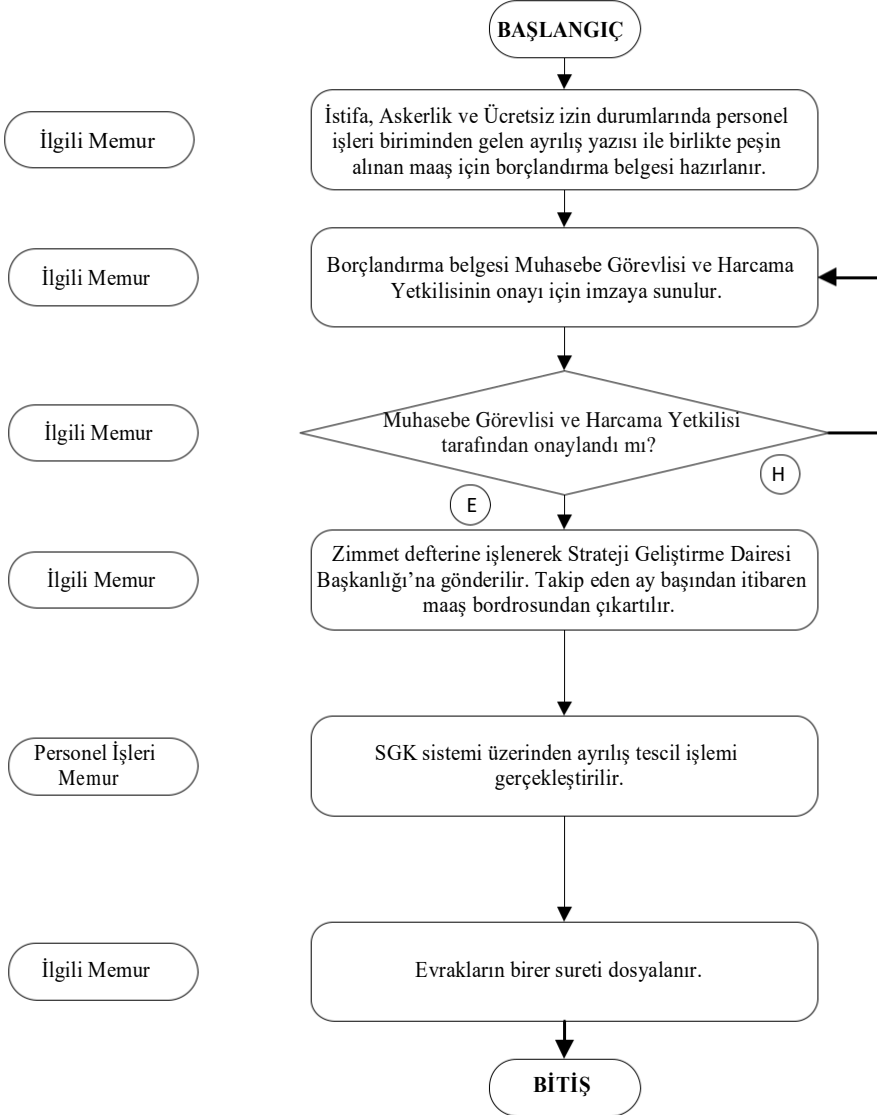 BAŞLANGIÇ
İlgili Memur
İstifa, Askerlik ve Ücretsiz izin durumlarında personel
işleri biriminden gelen ayrılış yazısı ile birlikte peşin
alınan maaş için borçlandırma belgesi hazırlanır.
İlgili Memur
Borçlandırma belgesi Muhasebe Görevlisi ve Harcama
Yetkilisinin onayı için imzaya sunulur.
İlgili Memur
Muhasebe Görevlisi ve Harcama Yetkilisi
tarafından onaylandı mı?
H
E
İlgili Memur
Zimmet defterine işlenerek Strateji Geliştirme Dairesi
Başkanlığı’na gönderilir. Takip eden ay başından itibaren
maaş bordrosundan çıkartılır.
Personel İşleri
Memur
SGK sistemi üzerinden ayrılış tescil işlemi
gerçekleştirilir.
İlgili Memur
Evrakların birer sureti dosyalanır.
BİTİŞ